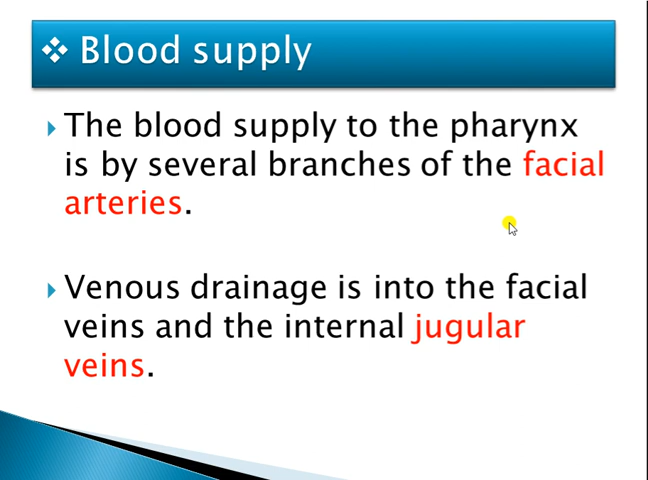 ❖ Blood supply
The blood supply to the pharynx
is by several branches of the facial
arteries.
Venous drainage is into the facial
veins and the internal jugular
veins.